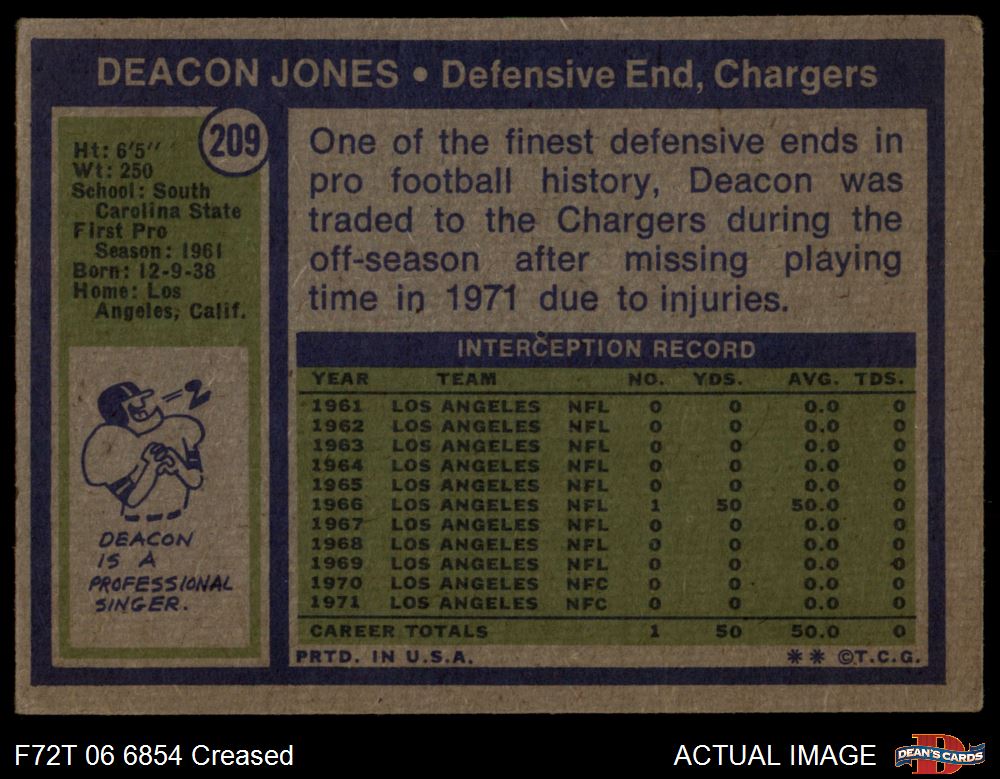 DEACON JONES • Defensive End, Chargers
209
Ht: 6'5"
Wt: 250
School: South
Carolina State
First Pro
Season: 1961
Born: 12-9-38
Home: Los
Angeles, Calif.
DEACON
IS A
PROFESSIONAL
SINGER.
One of the finest defensive ends in
pro football history, Deacon was
traded to the Chargers during the
off-season after missing playing
time in 1971 due to injuries.
INTERCEPTION RECORD
YEAR TEAM NO. YDS. AVG. TDS.
1961 LOS ANGELES NFL 0 0 0.0 0
1962 LOS ANGELES NFL 0 0 0.0 0
1963 LOS ANGELES NFL 0 0 0.0 0
1964 LOS ANGELES NFL 0 0 0.0 0
1965 LOS ANGELES NFL 0 0 0.0 0
1966 LOS ANGELES NFL 1 50 50.0 0
1967 LOS ANGELES NFL 0 0 0.0 0
1968 LOS ANGELES NFL 0 0 0.0 0
1969 LOS ANGELES NFL 0 0 0.0 0
1970 LOS ANGELES NFC 0 0 0.0 0
1971 LOS ANGELES NFC 0 0 0.0 0
CAREER TOTALS 1 50 50.0 0
PRTD. IN U.S.A. ** ©T.C.G.
F72T 06 6854 Creased
ACTUAL IMAGE
DEAN'S CARDS